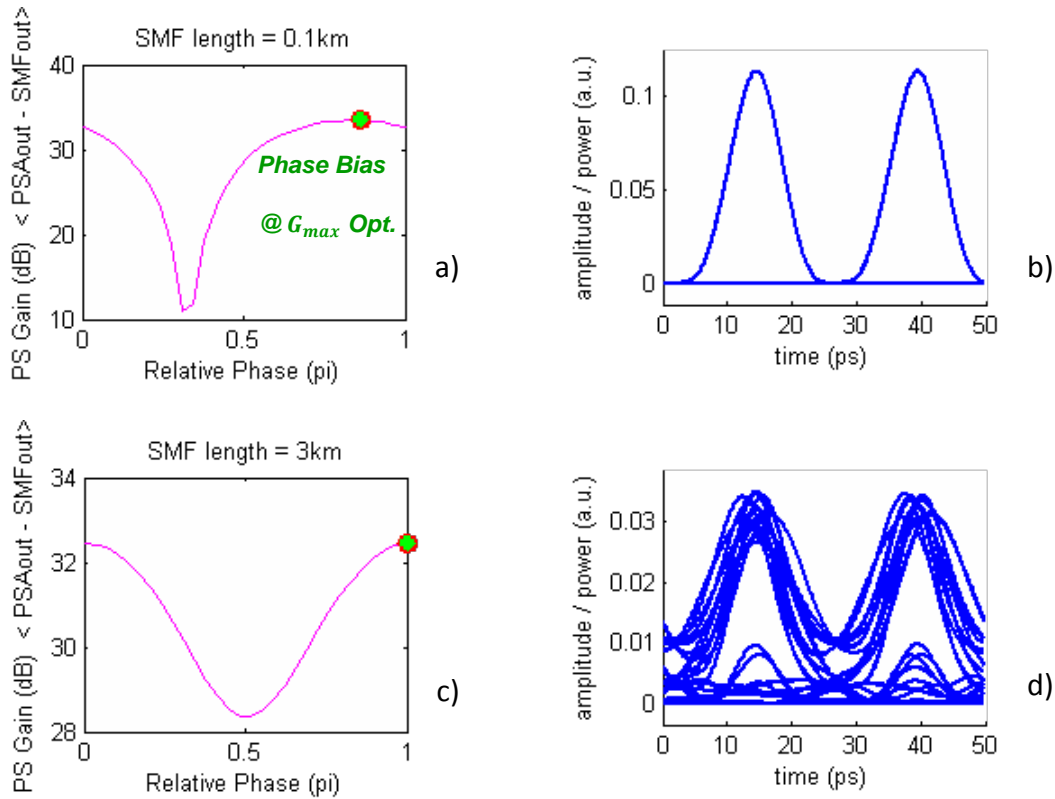 SMF length = 0.1km
PS Gain (dB) < PSAout - SMFout>
40
30
20
10
0
0.5
1
Relative Phase (pi)
Phase Bias
@ G_max Opt.
a)
amplitude / power (a.u.)
0.1
0.05
0
0
10
20
30
40
50
time (ps)
b)
SMF length = 3km
PS Gain (dB) < PSAout - SMFout>
34
32
30
28
0
0.5
1
Relative Phase (pi)
c)
amplitude / power (a.u.)
0.03
0.02
0.01
0
0
10
20
30
40
50
time (ps)
d)